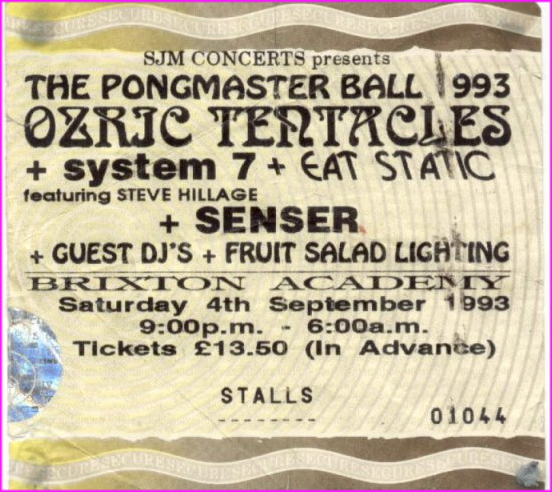 SECURESECURESECURESECURESECURE
SJM CONCERTS presents
THE PONGMASTER BALL 1993
OZRIC TENTACLES
+ system 7 + EAT STATIC
featuring STEVE HILLAGE
+ SENSER
+ GUEST DJ'S + FRUIT SALAD LIGHTING
BRIXTON ACADEMY
Saturday 4th September 1993
9:00p.m. - 6:00a.m.
Tickets £13.50 (In Advance)
STALLS
--------
01044
SECURESECURESECURESECURESECURE